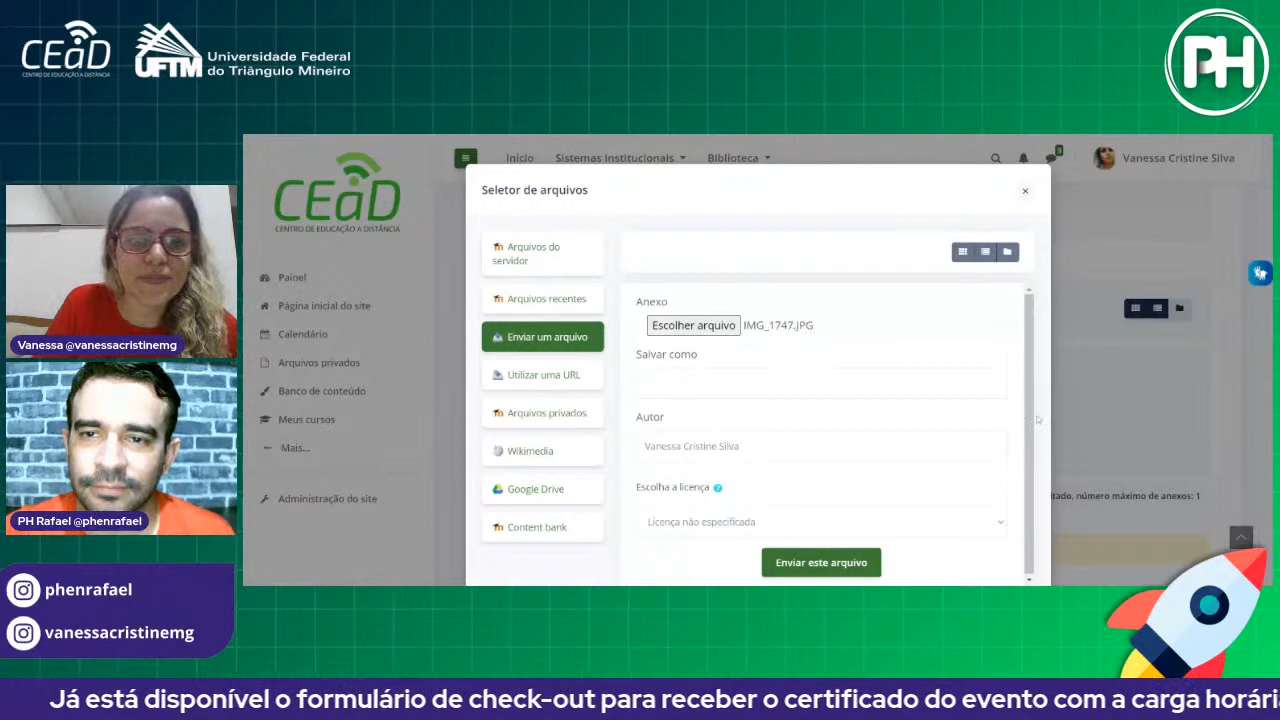 CEaD
CENTRO DE EDUCAÇÃO A DISTÂNCIA
UFTM
Universidade Federal
do Triângulo Mineiro
PH
CEaD
CENTRO DE EDUCAÇÃO A DISTÂNCIA
Início
Sistemas Institucionais
Biblioteca
3
Vanessa Cristine Silva
Painel
Página inicial do site
Calendário
Arquivos privados
Banco de conteúdo
Meus cursos
Mais...
Administração do site
Seletor de arquivos
×
Arquivos do
servidor
Arquivos recentes
Enviar um arquivo
Utilizar uma URL
Arquivos privados
Wikimedia
Google Drive
Content bank
Anexo
Escolher arquivo IMG_1747.JPG
Salvar como
Autor
Vanessa Cristine Silva
Escolha a licença ?
Licença não especificada
Enviar este arquivo
itado, número máximo de anexos: 1
Vanessa @vanessacristinemg
PH Rafael @phenrafael
phenrafael
vanessacristinemg
Já está disponível o formulário de check-out para receber o certificado do evento com a carga horári